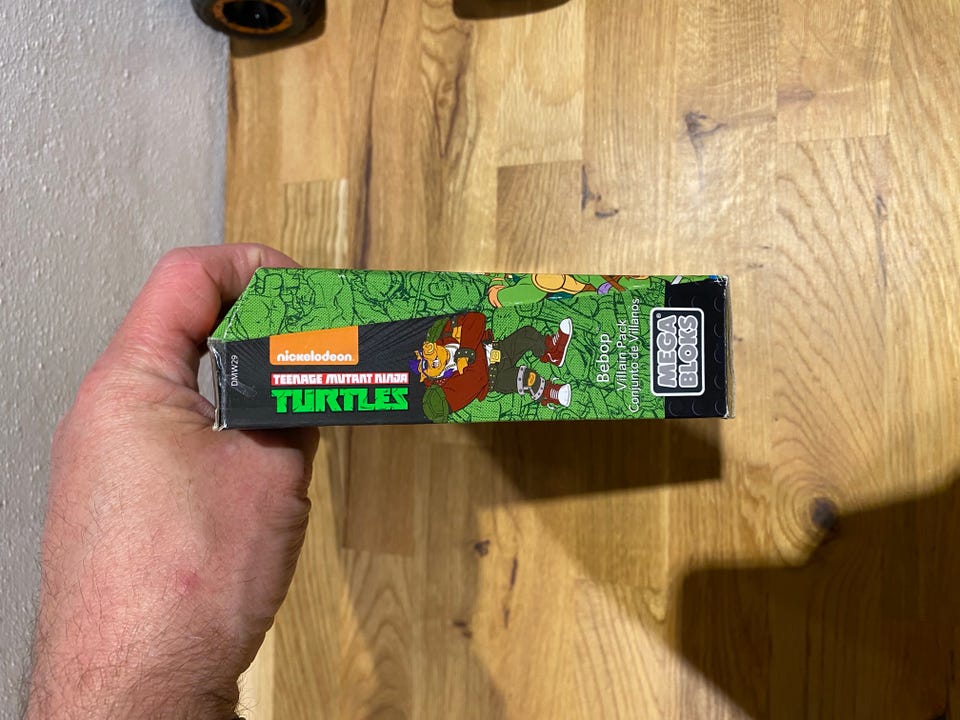 DMW29
nickelodeon
TEENAGE MUTANT NINJA
TURTLES
Bebop
Villain Pack
Conjunto de Villanos
MEGA
BLOKS®